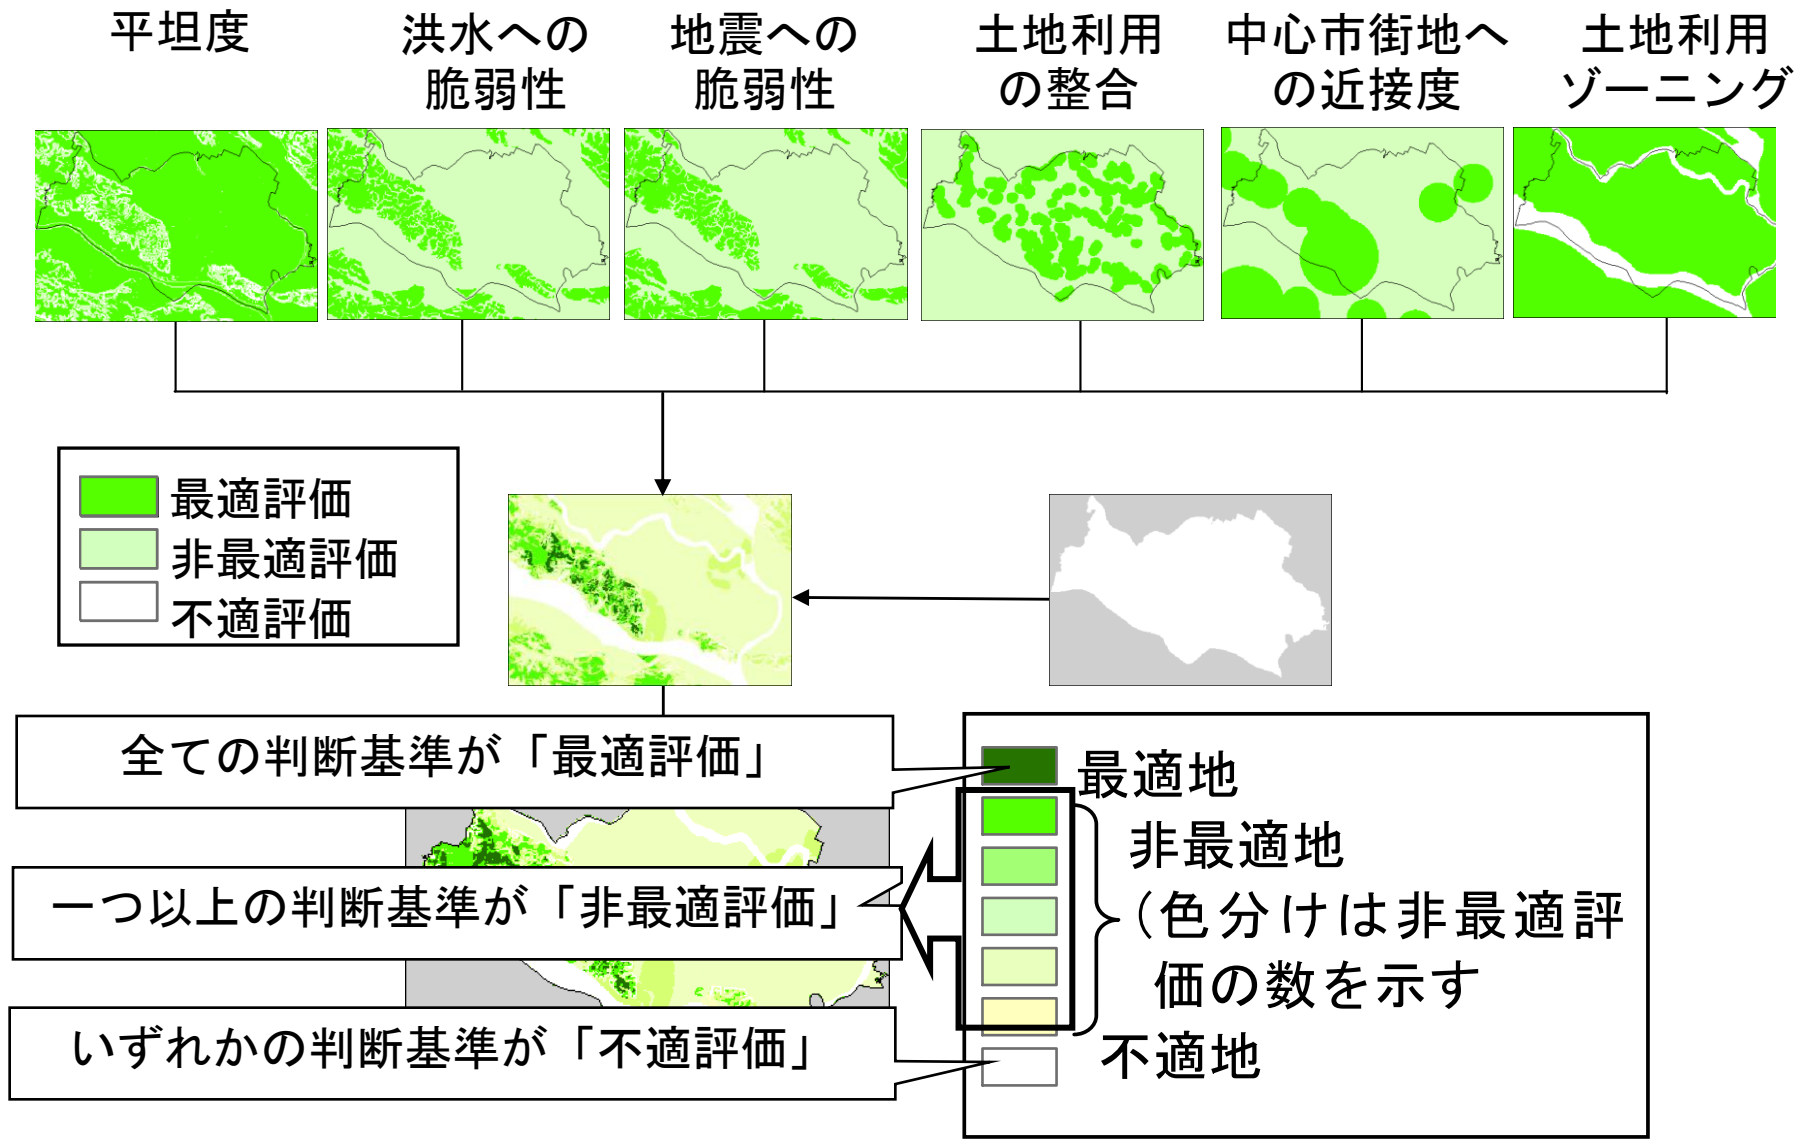 平坦度
洪水への
脆弱性
地震への
脆弱性
土地利用
の整合
中心市街地へ
の近接度
土地利用
ゾーニング
最適評価
非最適評価
不適評価
全ての判断基準が「最適評価」
一つ以上の判断基準が「非最適評価」
いずれかの判断基準が「不適評価」
最適地
非最適地
（色分けは非最適評
価の数を示す
不適地